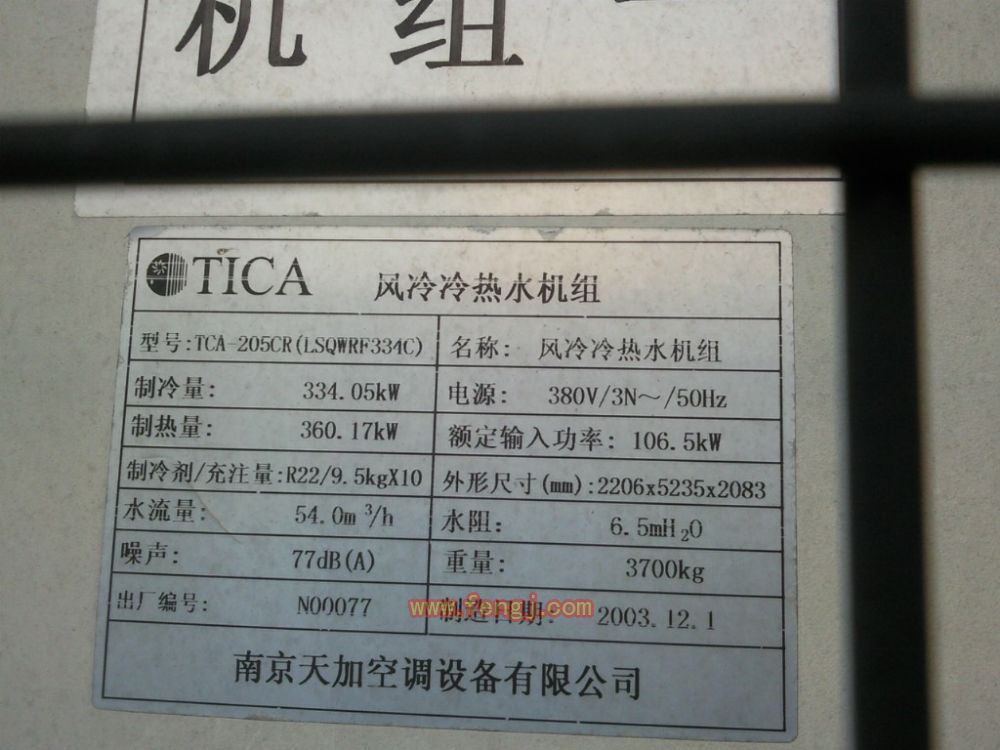 机组
TICA 风冷冷热水机组
型号:TCA-205CR(LSQWRF334C) 名称: 风冷冷热水机组
制冷量: 334.05kW 电源: 380V/3N～/50Hz
制热量: 360.17kW 额定输入功率: 106.5kW
制冷剂/充注量:R22/9.5kgX10 外形尺寸(mm):2206x5235x2083
水流量: 54.0m³/h 水阻: 6.5mH₂O
噪声: 77dB(A) 重量: 3700kg
出厂编号: N00077 制造日期: 2003.12.1
www.fengj.com
南京天加空调设备有限公司